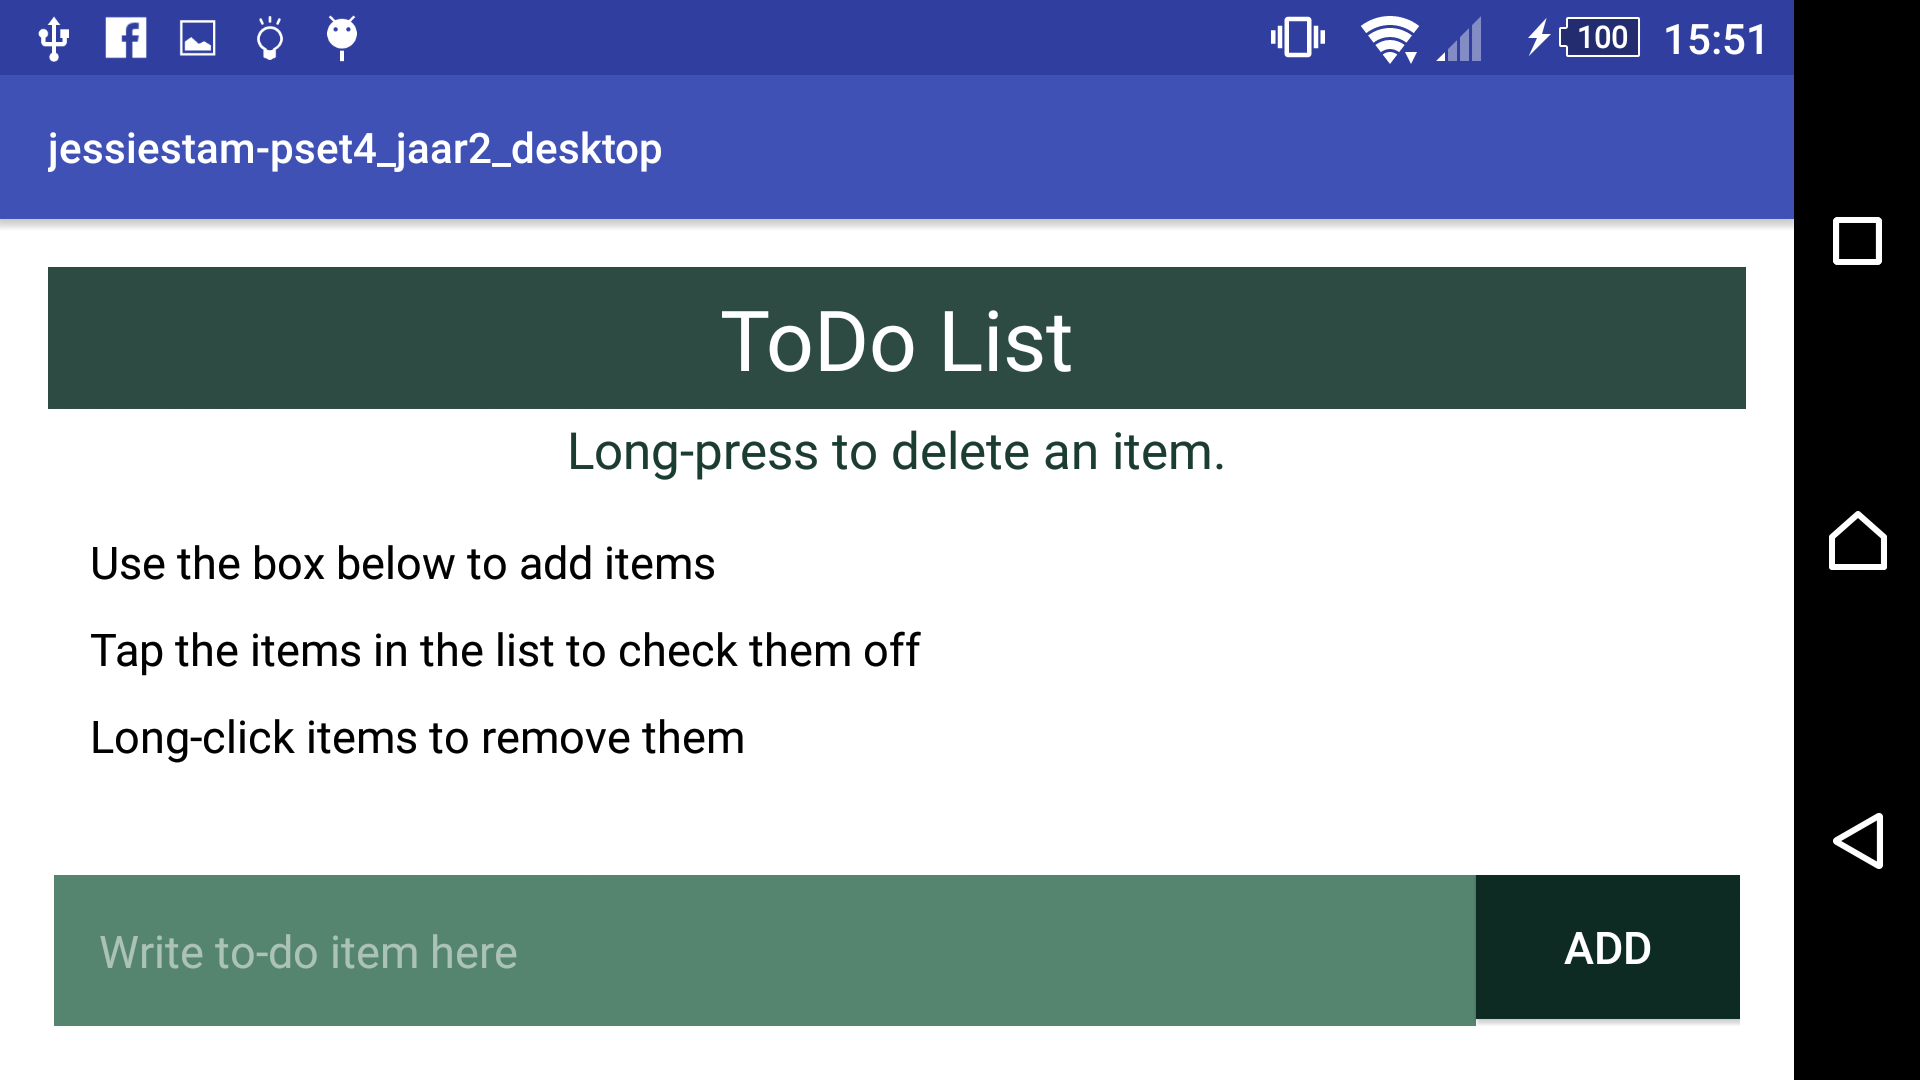 100 15:51
jessiestam-pset4_jaar2_desktop
ToDo List
Long-press to delete an item.
Use the box below to add items
Tap the items in the list to check them off
Long-click items to remove them
Write to-do item here
ADD